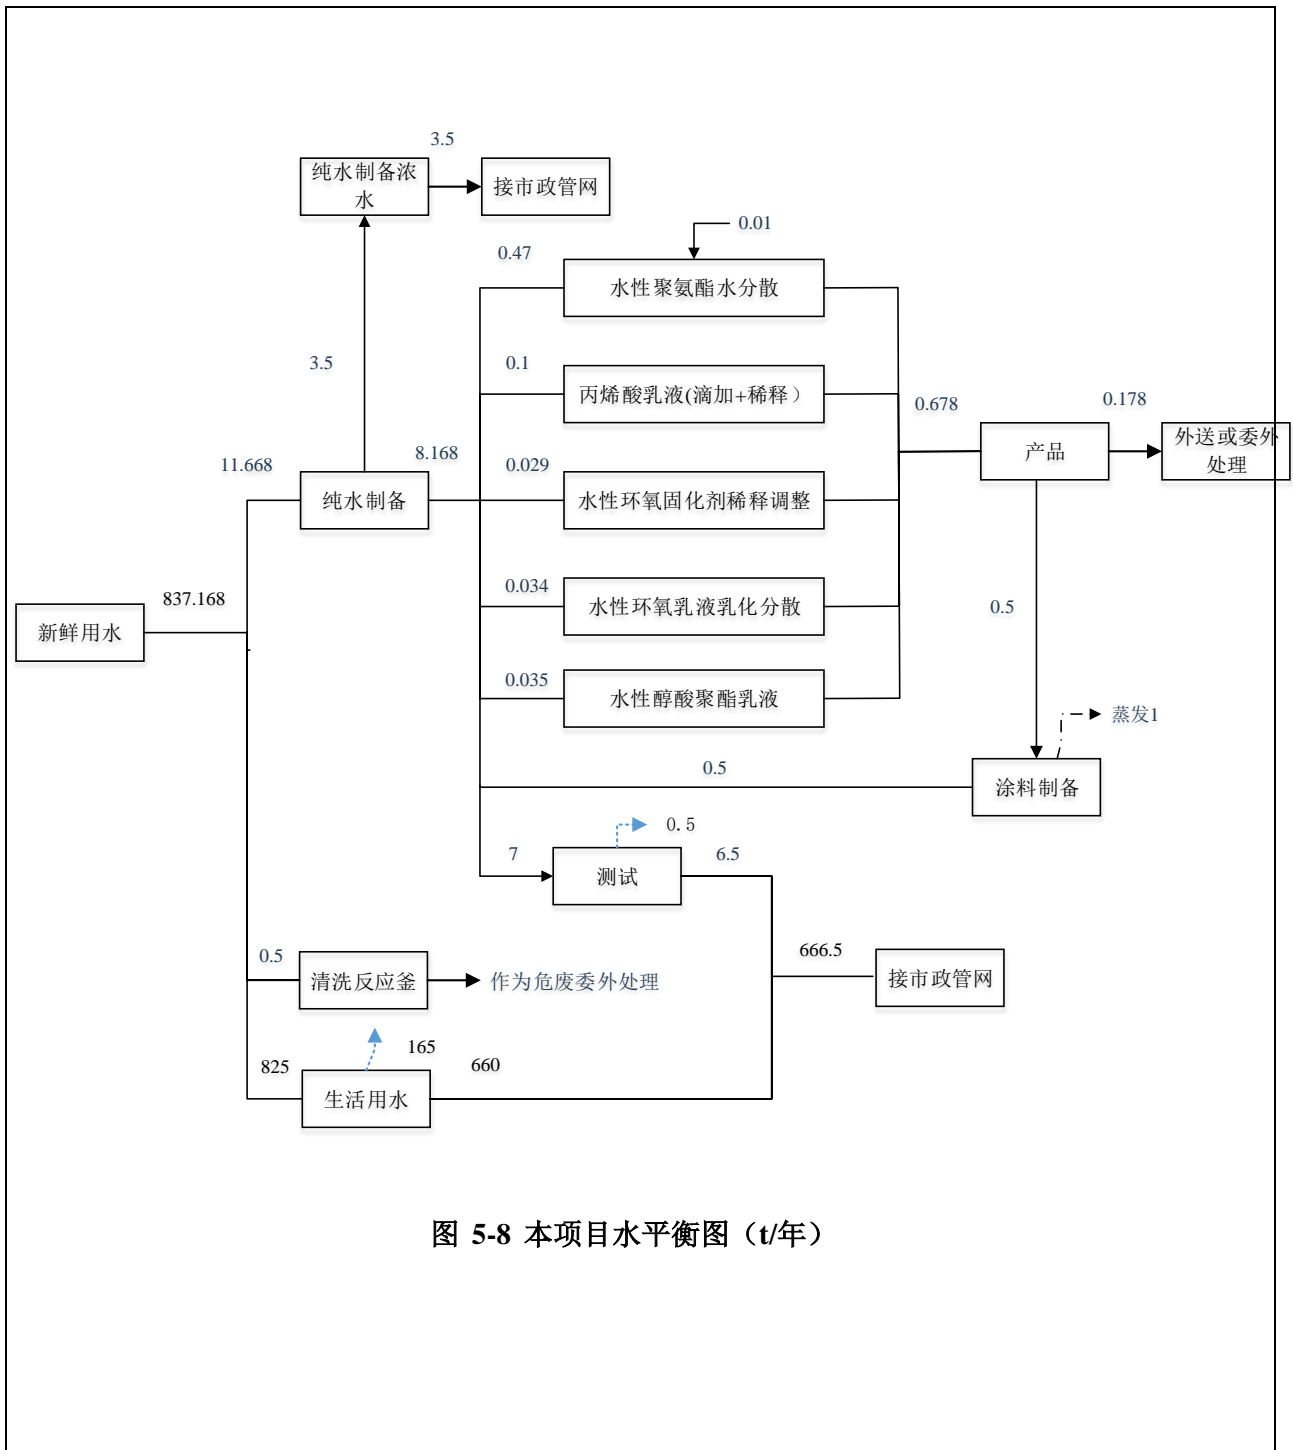 3.5
纯水制备浓
水
接市政管网
0.01
0.47
水性聚氨酯水分散
3.5
0.1
丙烯酸乳液(滴加+稀释）
0.678
0.178
产品
外送或委外
处理
11.668
8.168
0.029
纯水制备
水性环氧固化剂稀释调整
837.168
0.034
新鲜用水
水性环氧乳液乳化分散
0.5
0.035
水性醇酸聚酯乳液
蒸发1
0.5
涂料制备
0.5
7
测试
6.5
0.5
清洗反应釜
作为危废委外处理
666.5
接市政管网
165
825
660
生活用水
图 5-8 本项目水平衡图（t/年）